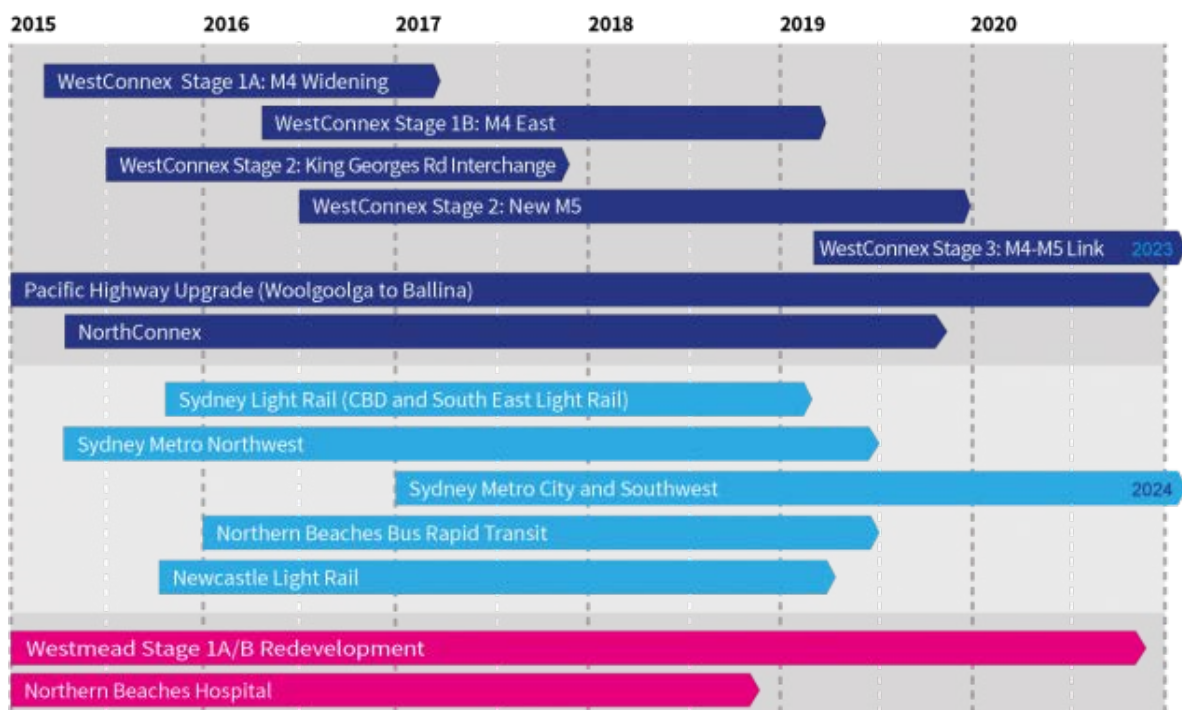 2015 2016 2017 2018 2019 2020
WestConnex Stage 1A: M4 Widening
WestConnex Stage 1B: M4 East
WestConnex Stage 2: King Georges Rd Interchange
WestConnex Stage 2: New M5
WestConnex Stage 3: M4-M5 Link 2023
Pacific Highway Upgrade (Woolgoolga to Ballina)
NorthConnex
Sydney Light Rail (CBD and South East Light Rail)
Sydney Metro Northwest
Sydney Metro City and Southwest 2024
Northern Beaches Bus Rapid Transit
Newcastle Light Rail
Westmead Stage 1A/B Redevelopment
Northern Beaches Hospital